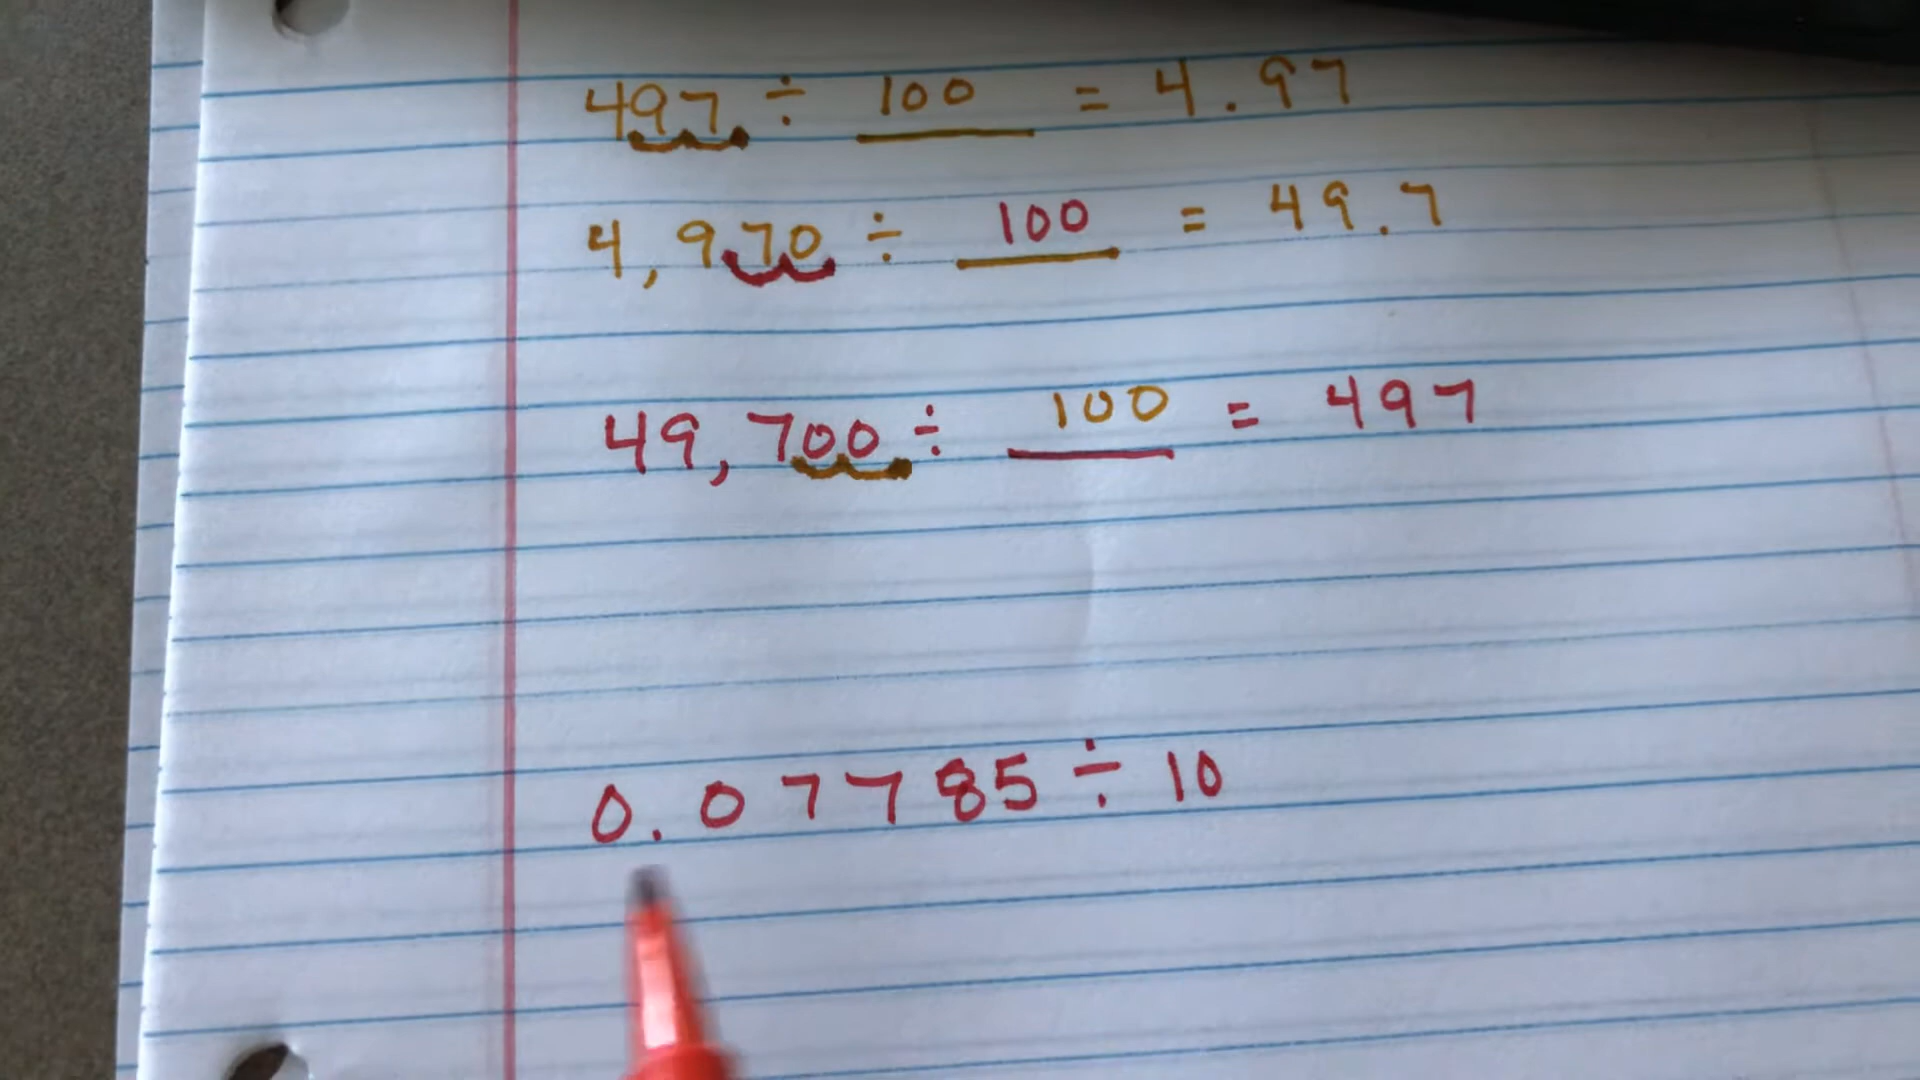 497 ÷ 100 = 4.97
4,970 ÷ 100 = 49.7
49,700 ÷ 100 = 497
0.07785 ÷ 10